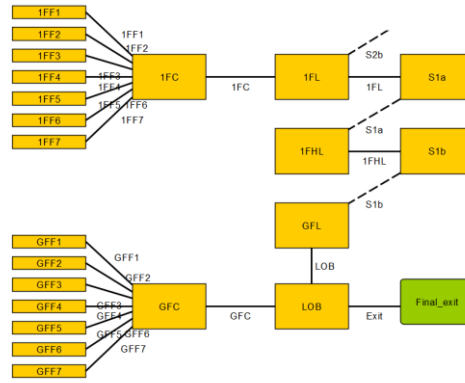 1FF1
1FF2
1FF3
1FF4
1FF5
1FF6
1FF7
1FF1
1FF2
1FF3
1FF4
1FF5
1FF6
1FF7
1FC
1FC
1FL
S2b
1FL
S1a
S1a
1FHL
1FHL
S1b
S1b
GFL
LOB
GFF1
GFF2
GFF3
GFF4
GFF5
GFF6
GFF7
GFF1
GFF2
GFF3
GFF4
GFF5
GFF6
GFF7
GFC
GFC
LOB
Exit
Final_exit